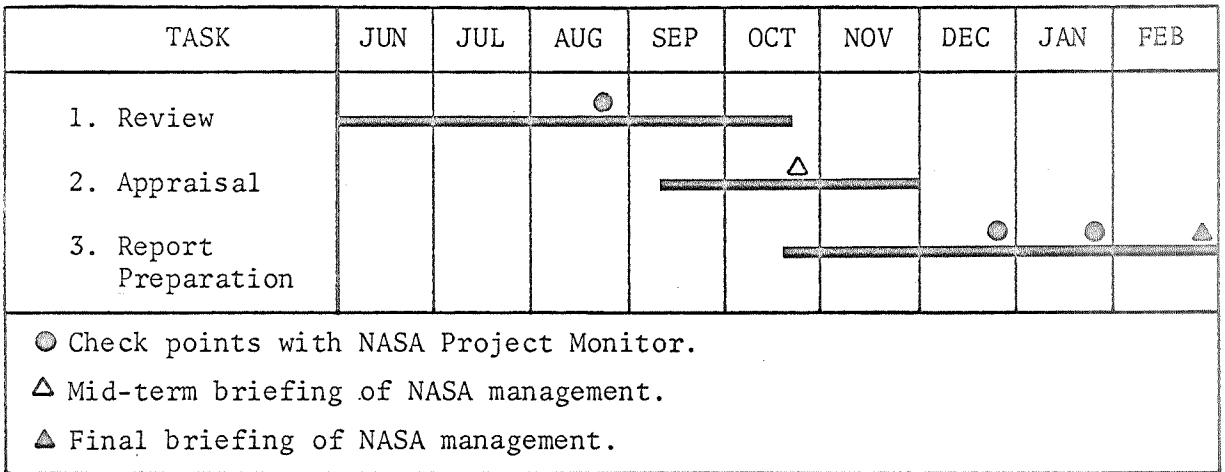 TASK JUN JUL AUG SEP OCT NOV DEC JAN FEB
1. Review
2. Appraisal
3. Report
Preparation
Check points with NASA Project Monitor.
Mid-term briefing of NASA management.
Final briefing of NASA management.